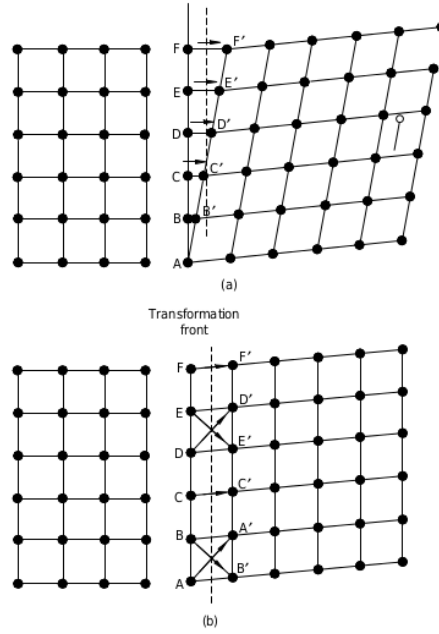 F F′
E E′
D D′
C C′
B B′
A
(a)
Transformation
front
F F′
E D′
D E′
C C′
B A′
A B′
(b)